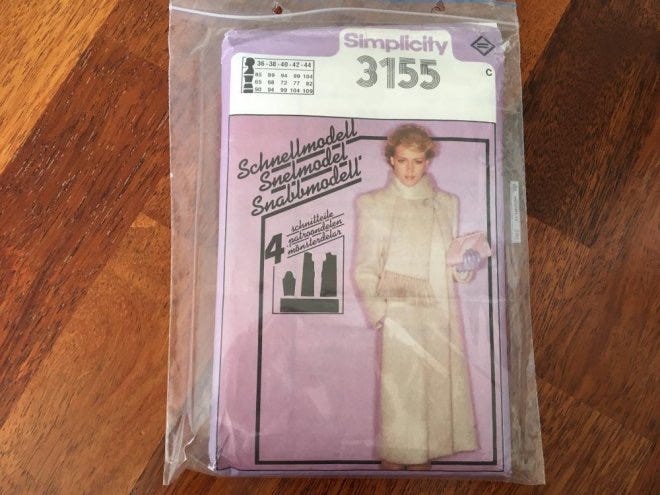 Simplicity
3155
C
36-38-40-42-44
85 89 94 99 104
65 68 72 77 82
90 94 99 104 109
Schnellmodell
Snelmodel
Snabbmodell
4 schnitteile
patroondelen
mönsterdelar